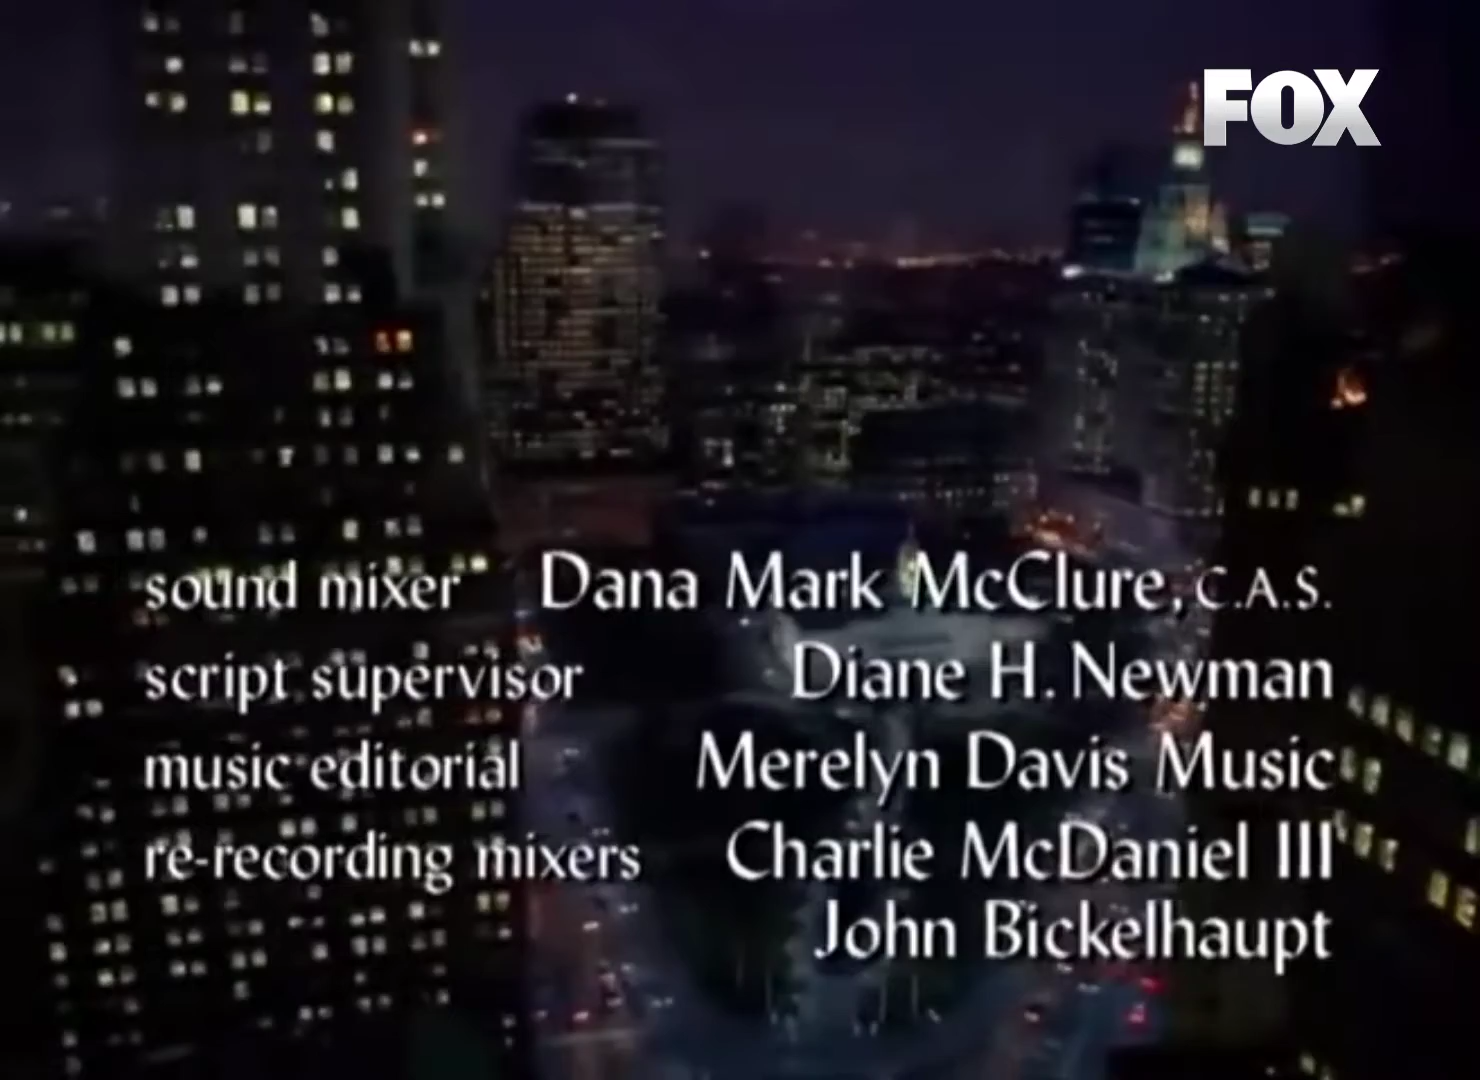 FOX
sound mixer Dana Mark McClure, C.A.S.
script supervisor Diane H. Newman
music editorial Merelyn Davis Music
re-recording mixers Charlie McDaniel III
John Bickelhaupt